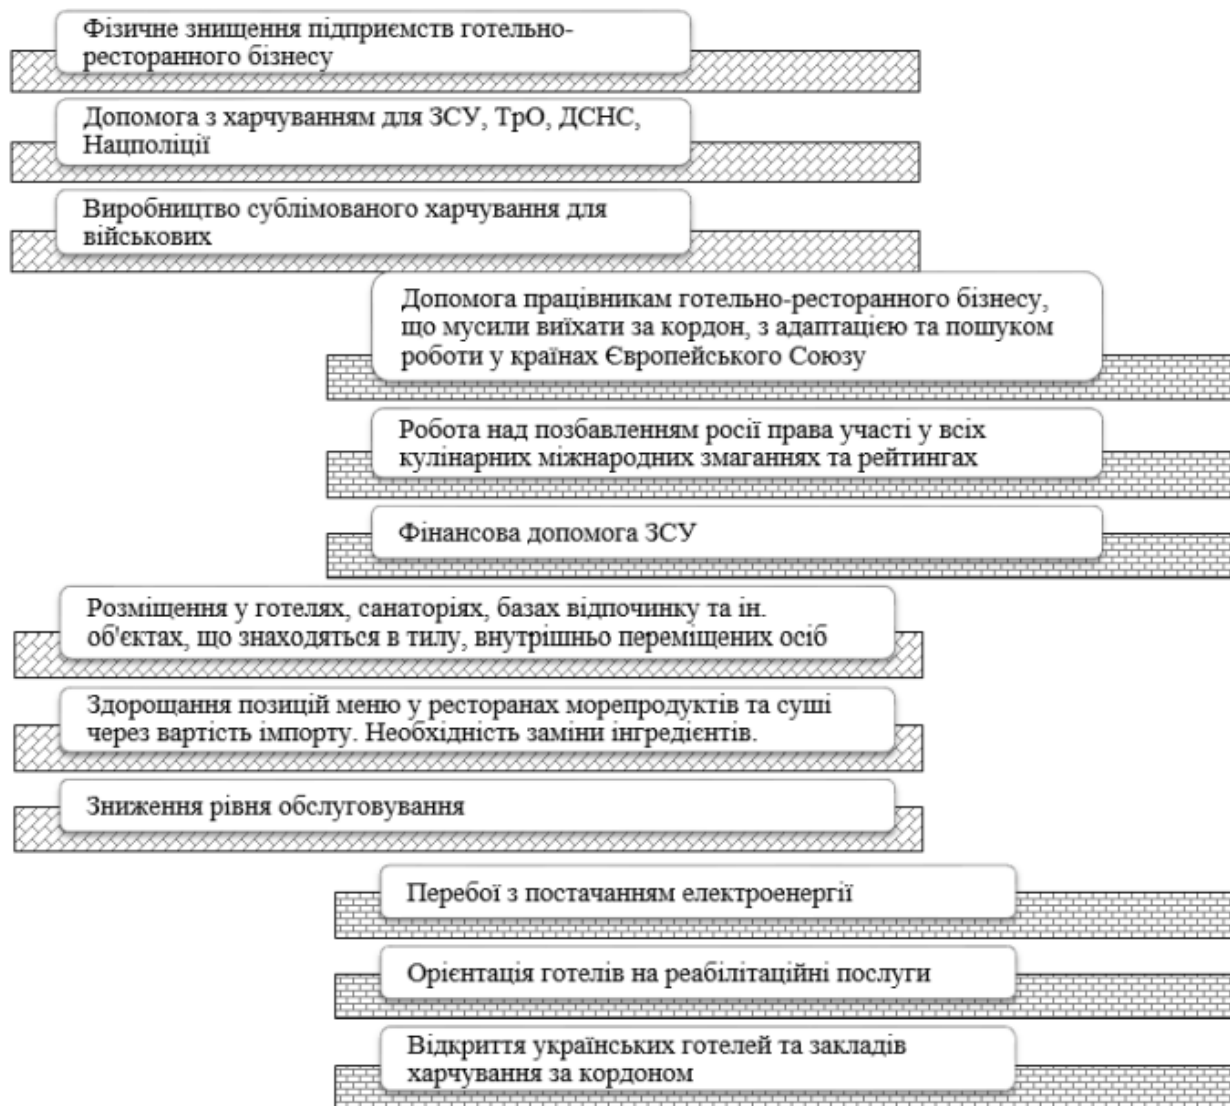 Фізичне знищення підприємств готельно-
ресторанного бізнесу
Допомога з харчуванням для ЗСУ, ТрО, ДСНС,
Нацполіції
Виробництво сублімованого харчування для
військових
Допомога працівникам готельно-ресторанного бізнесу,
що мусили виїхати за кордон, з адаптацією та пошуком
роботи у країнах Європейського Союзу
Робота над позбавленням росії права участі у всіх
кулінарних міжнародних змаганнях та рейтингах
Фінансова допомога ЗСУ
Розміщення у готелях, санаторіях, базах відпочинку та ін.
об'єктах, що знаходяться в тилу, внутрішньо переміщених осіб
Здорощання позицій меню у ресторанах морепродуктів та суші
через вартість імпорту. Необхідність заміни інгредієнтів.
Зниження рівня обслуговування
Перебої з постачанням електроенергії
Орієнтація готелів на реабілітаційні послуги
Відкриття українських готелей та закладів
харчування за кордоном